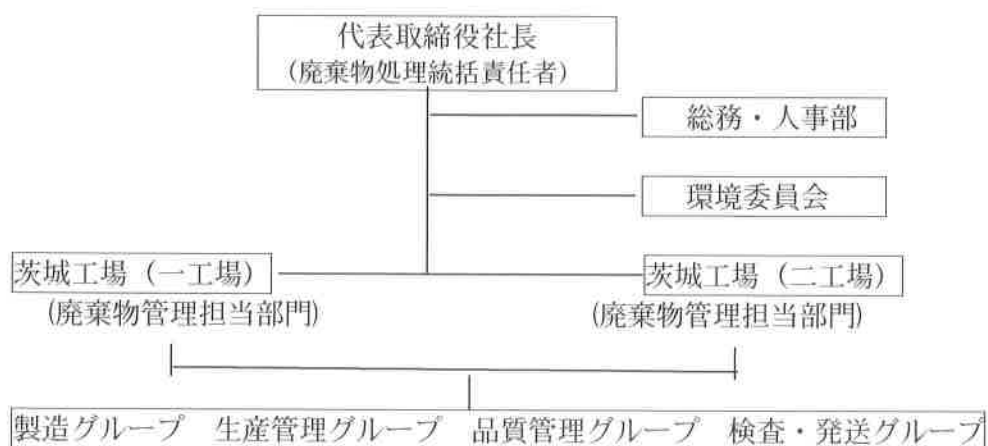 代表取締役社長
(廃棄物処理統括責任者)
総務・人事部
環境委員会
茨城工場（一工場）
茨城工場（二工場）
(廃棄物管理担当部門)
(廃棄物管理担当部門)
製造グループ 生産管理グループ 品質管理グループ 検査・発送グループ